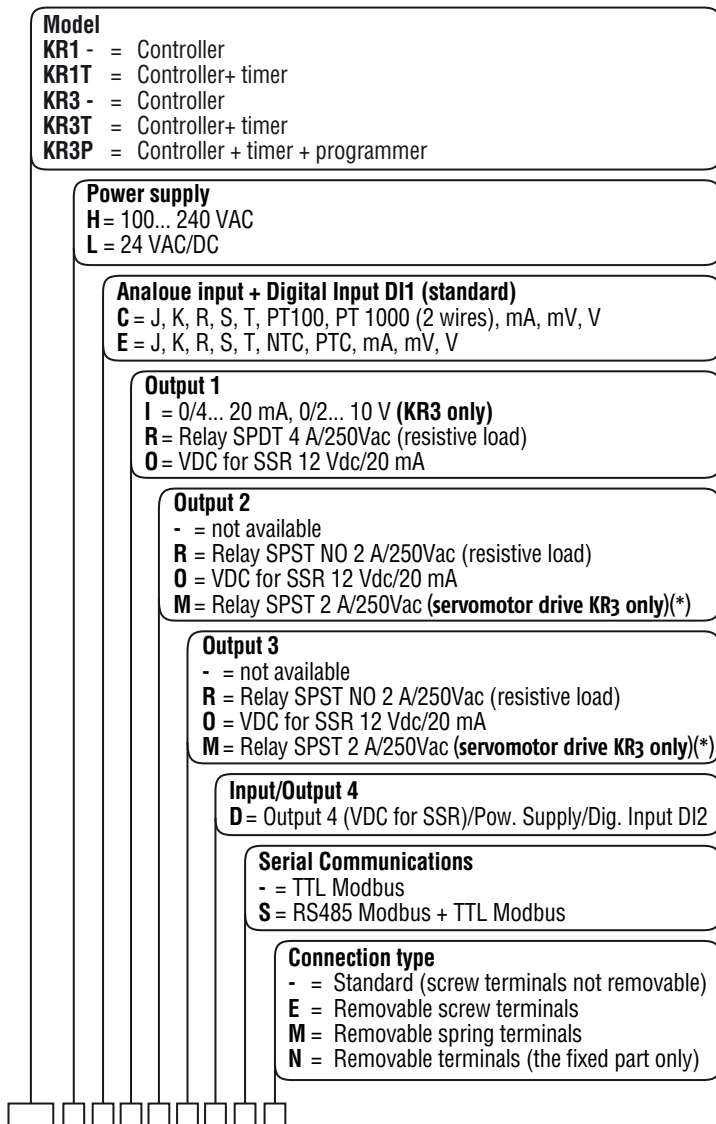 Model
KR1 - = Controller
KR1T = Controller+ timer
KR3 - = Controller
KR3T = Controller+ timer
KR3P = Controller + timer + programmer
Power supply
H = 100... 240 VAC
L = 24 VAC/DC
Analoue input + Digital Input DI1 (standard)
C = J, K, R, S, T, PT100, PT 1000 (2 wires), mA, mV, V
E = J, K, R, S, T, NTC, PTC, mA, mV, V
Output 1
I = 0/4... 20 mA, 0/2... 10 V (KR3 only)
R = Relay SPDT 4 A/250Vac (resistive load)
O = VDC for SSR 12 Vdc/20 mA
Output 2
- = not available
R = Relay SPST NO 2 A/250Vac (resistive load)
O = VDC for SSR 12 Vdc/20 mA
M = Relay SPST 2 A/250Vac (servomotor drive KR3 only)(*)
Output 3
- = not available
R = Relay SPST NO 2 A/250Vac (resistive load)
O = VDC for SSR 12 Vdc/20 mA
M = Relay SPST 2 A/250Vac (servomotor drive KR3 only)(*)
Input/Output 4
D = Output 4 (VDC for SSR)/Pow. Supply/Dig. Input DI2
Serial Communications
- = TTL Modbus
S = RS485 Modbus + TTL Modbus
Connection type
- = Standard (screw terminals not removable)
E = Removable screw terminals
M = Removable spring terminals
N = Removable terminals (the fixed part only)